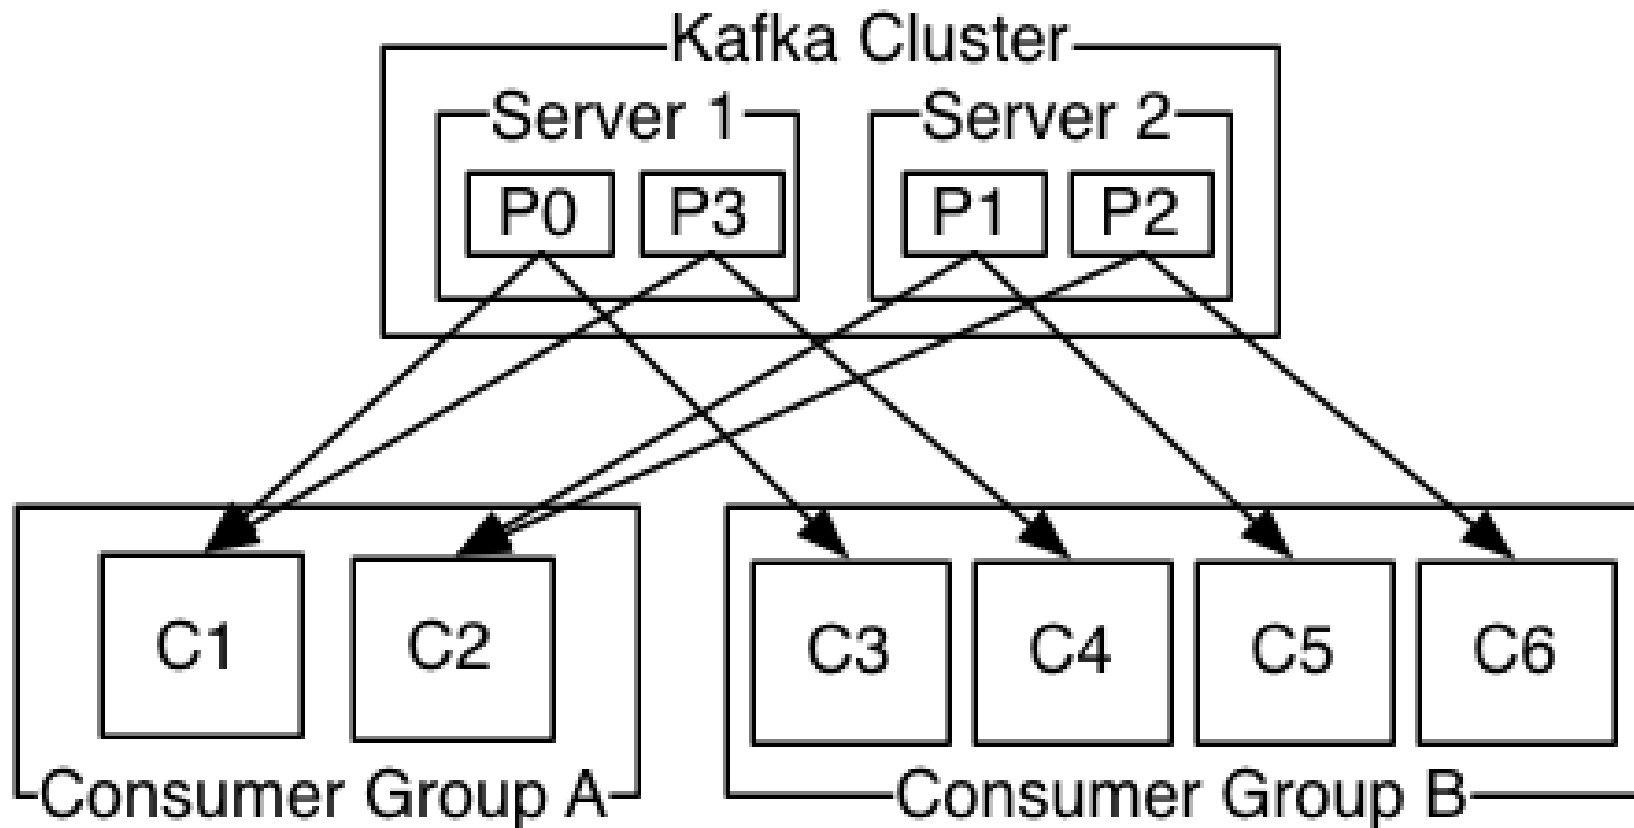 Kafka Cluster
Server 1
Server 2
P0
P3
P1
P2
C1
C2
C3
C4
C5
C6
Consumer Group A
Consumer Group B